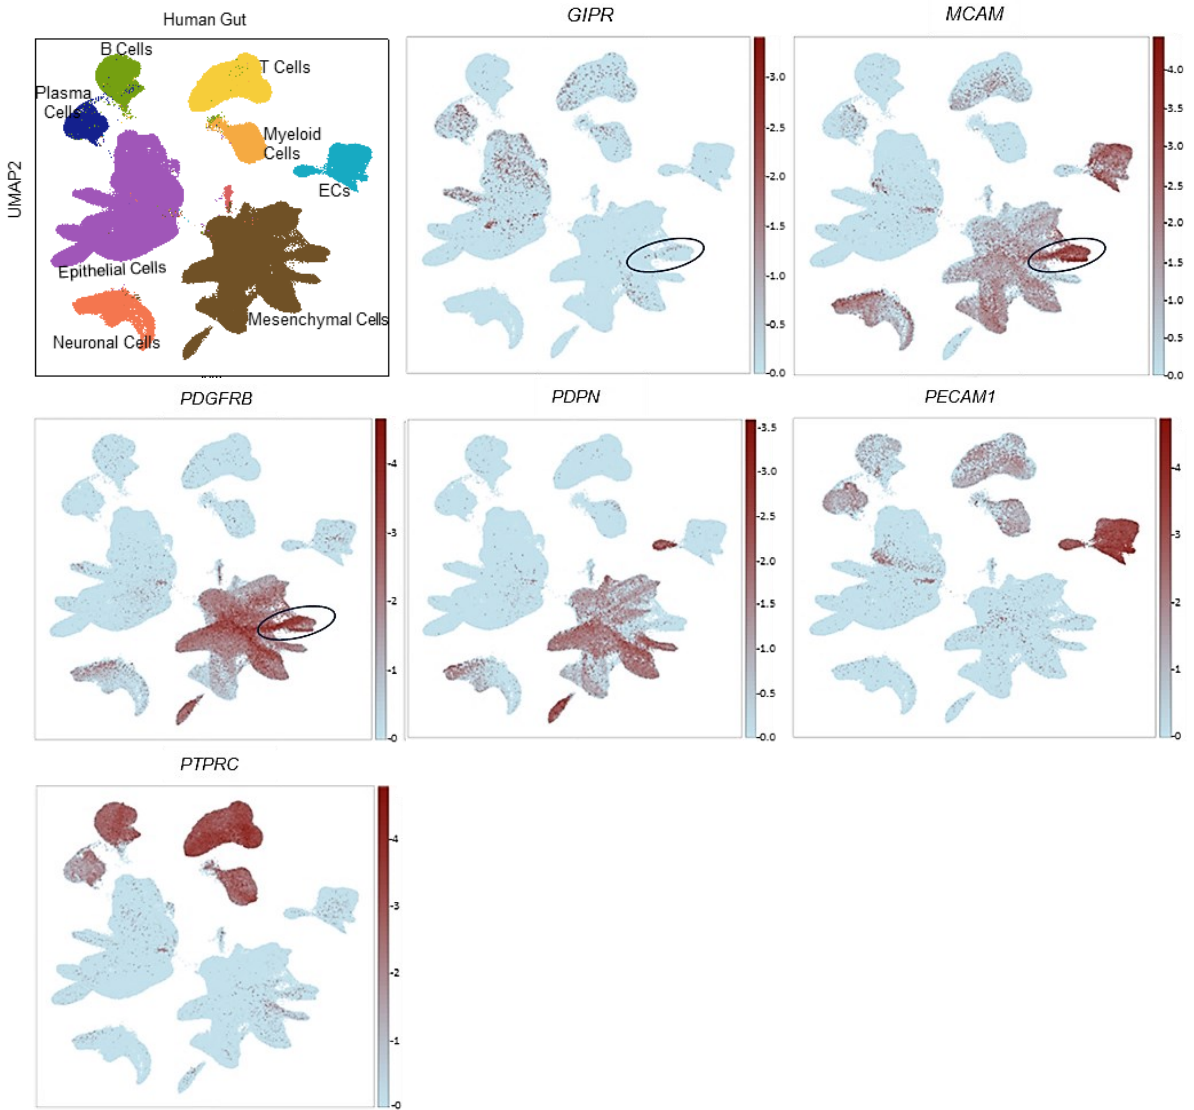 Human Gut
GIPR
MCAM
B Cells
T Cells
Plasma
Cells
Myeloid
Cells
ECs
Epithelial Cells
Mesenchymal Cells
Neuronal Cells
UMAP2
3.0
2.5
2.0
1.5
1.0
0.5
0.0
4.0
3.5
3.0
2.5
2.0
1.5
1.0
0.5
0.0
PDGFRB
PDPN
PECAM1
4
3
2
1
0
3.5
3.0
2.5
2.0
1.5
1.0
0.5
0.0
4
3
2
1
0
PTPRC
4
3
2
1
0